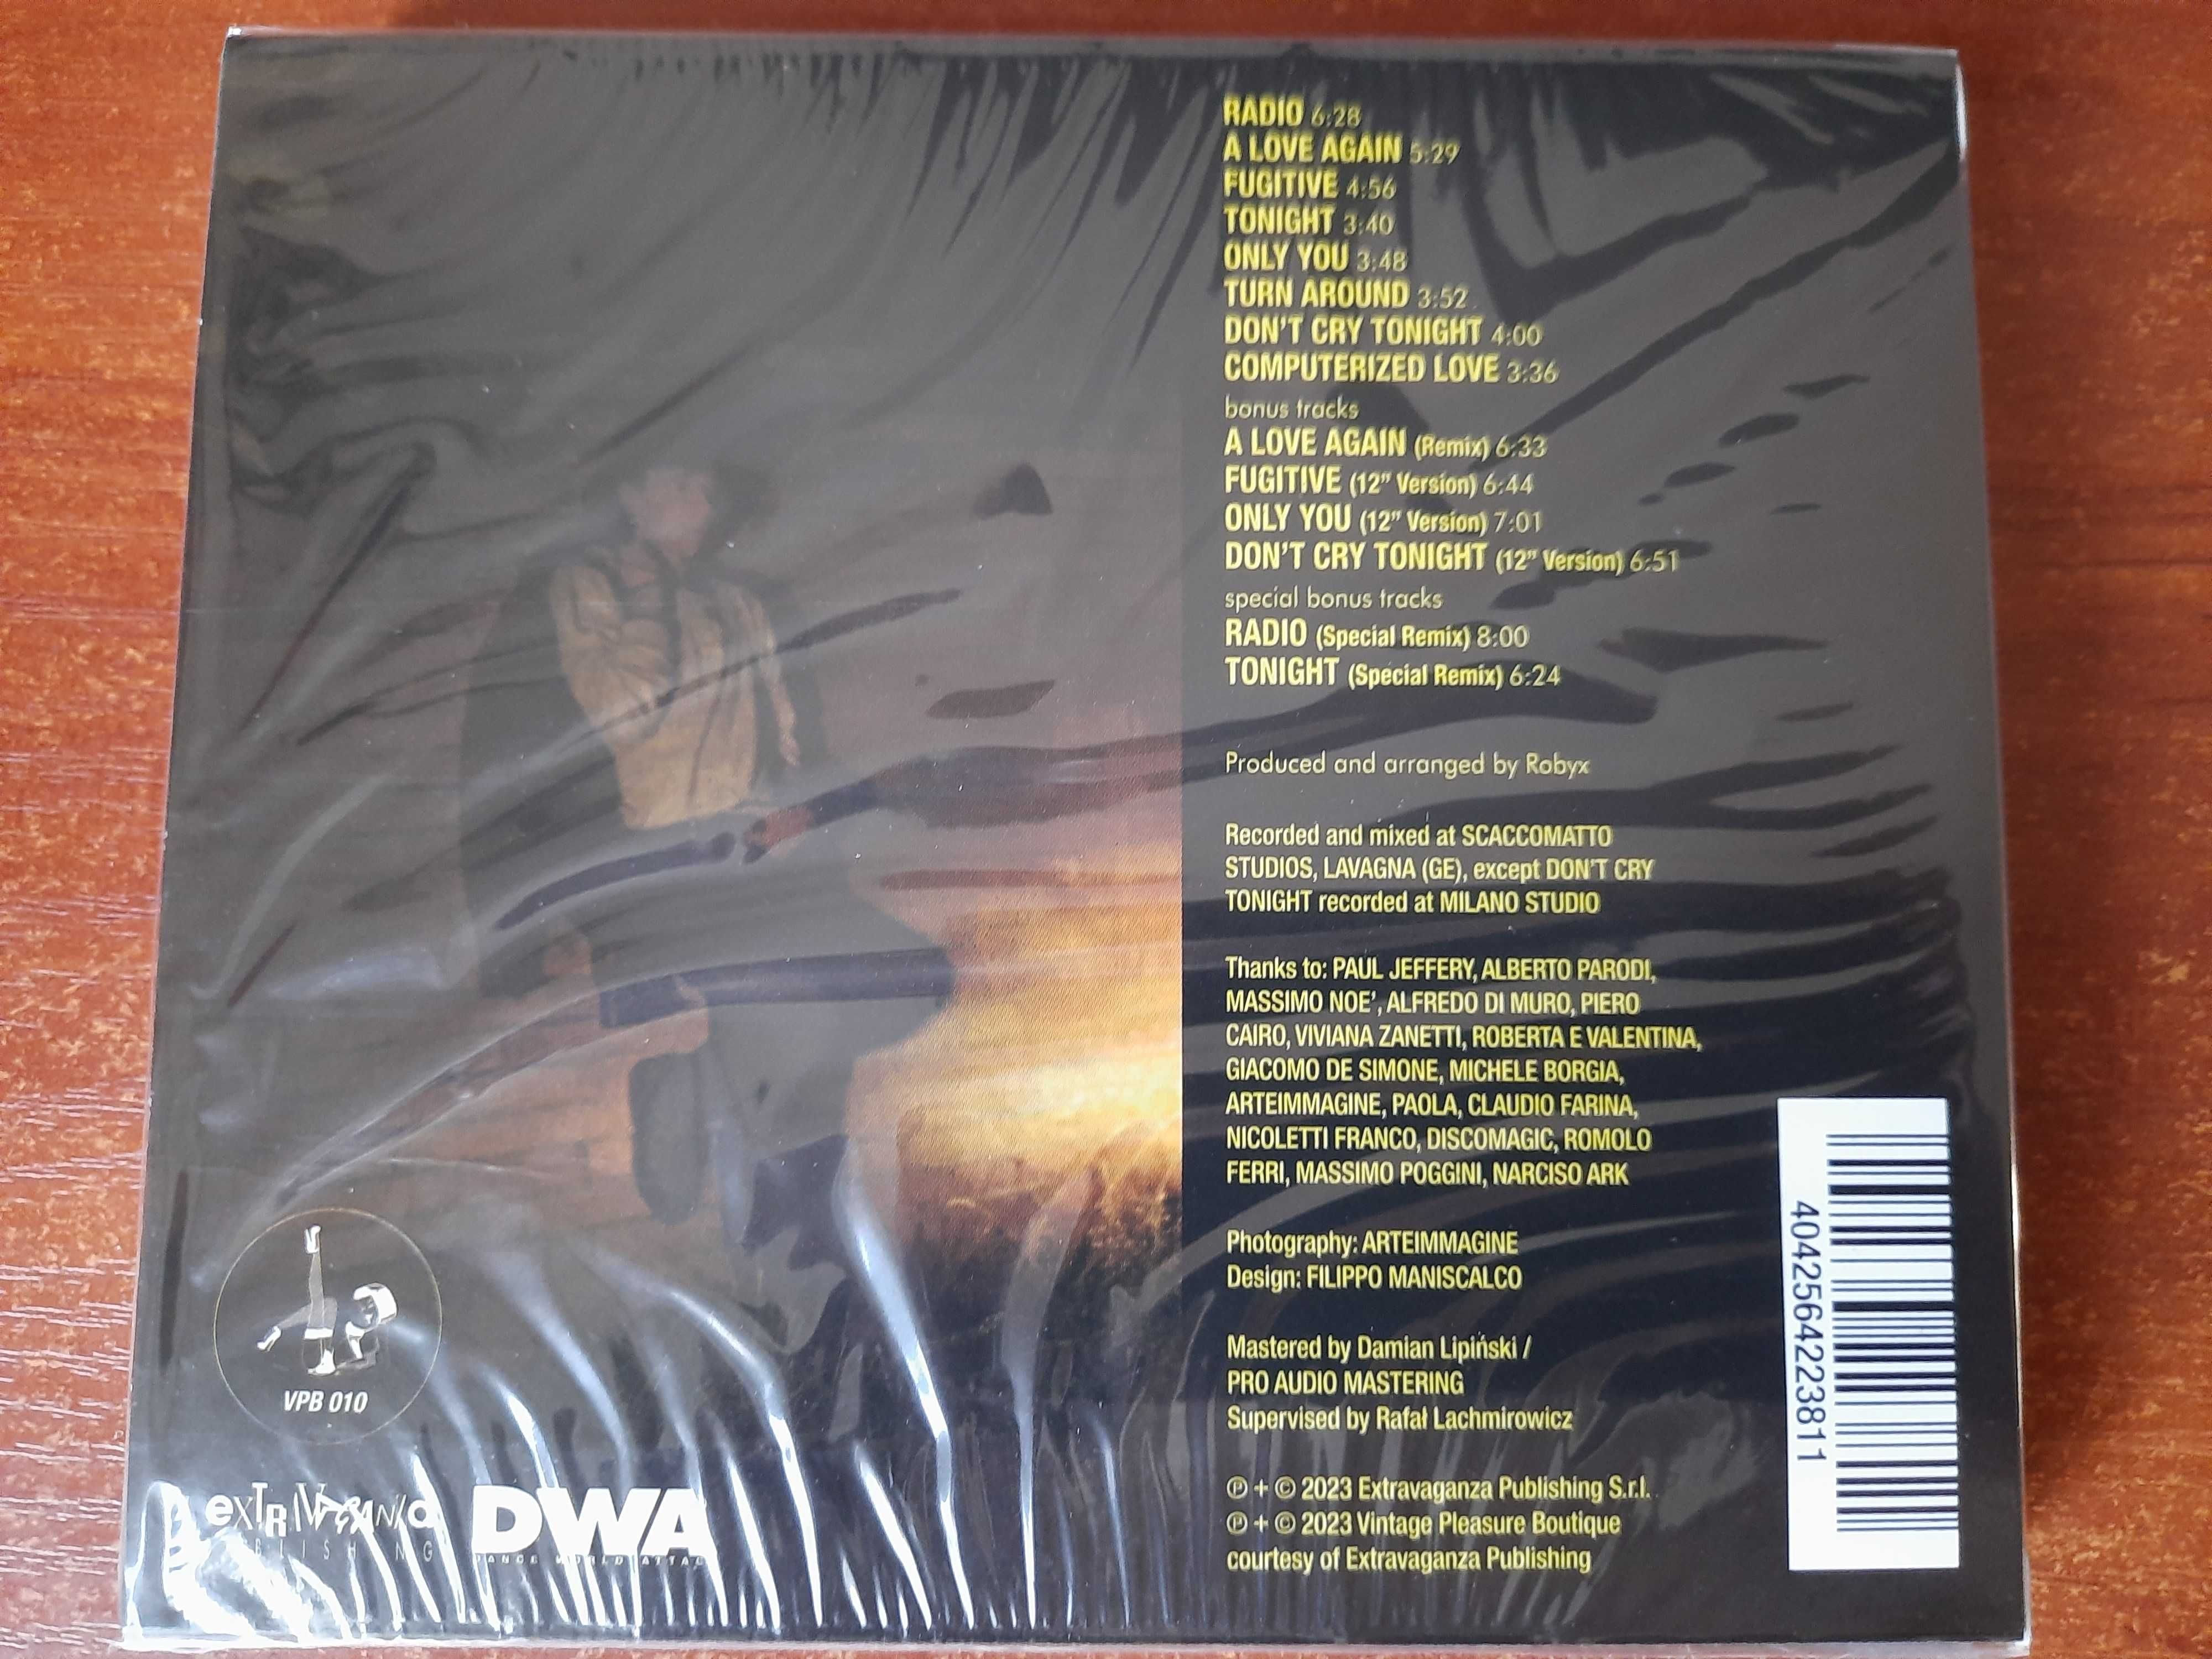 RADIO 6:28
A LOVE AGAIN 5:29
FUGITIVE 4:56
TONIGHT 3:40
ONLY YOU 3:48
TURN AROUND 3:52
DON'T CRY TONIGHT 4:00
COMPUTERIZED LOVE 3:36
bonus tracks
A LOVE AGAIN (Remix) 6:33
FUGITIVE (12" Version) 6:44
ONLY YOU (12" Version) 7:01
DON'T CRY TONIGHT (12" Version) 6:51
special bonus tracks
RADIO (Special Remix) 8:00
TONIGHT (Special Remix) 6:24
Produced and arranged by Robyx
Recorded and mixed at SCACCOMATTO
STUDIOS, LAVAGNA (GE), except DON'T CRY
TONIGHT recorded at MILANO STUDIO
Thanks to: PAUL JEFFERY, ALBERTO PARODI,
MASSIMO NOE', ALFREDO DI MURO, PIERO
CAIRO, VIVIANA ZANETTI, ROBERTA E VALENTINA,
GIACOMO DE SIMONE, MICHELE BORGIA,
ARTEIMMAGINE, PAOLA, CLAUDIO FARINA,
NICOLETTI FRANCO, DISCOMAGIC, ROMOLO
FERRI, MASSIMO POGGINI, NARCISO ARK
Photography: ARTEIMMAGINE
Design: FILIPPO MANISCALCO
Mastered by Damian Lipiński /
PRO AUDIO MASTERING
Supervised by Rafał Lachmirowicz
℗ + © 2023 Extravaganza Publishing S.r.l.
℗ + © 2023 Vintage Pleasure Boutique
courtesy of Extravaganza Publishing
4042564223811
VPB 010
exTRAVaGANZa
PUBLISHING
DWA
DANCE WORLD ATTACK